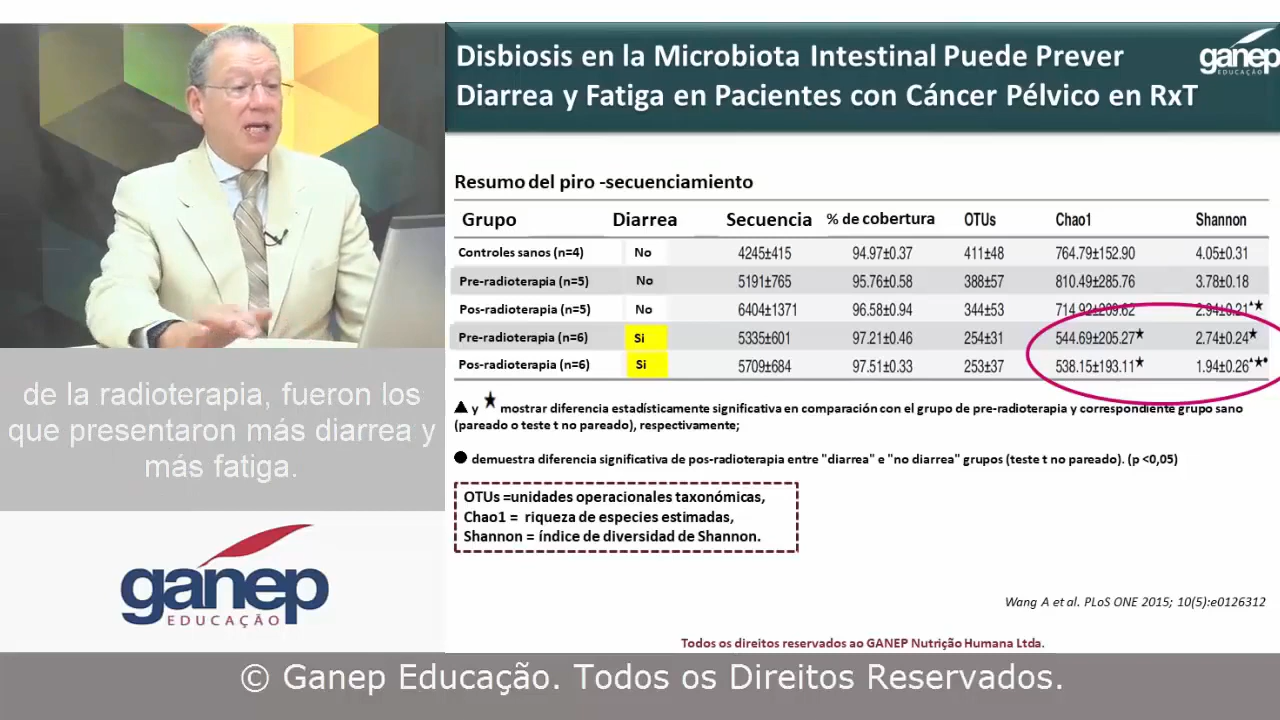 Disbiosis en la Microbiota Intestinal Puede Prever
Diarrea y Fatiga en Pacientes con Cáncer Pélvico en RxT
ganep
EDUCAÇÃO
Resumo del piro -secuenciamiento
Grupo Diarrea Secuencia % de cobertura OTUs Chao1 Shannon
Controles sanos (n=4) No 4245±415 94.97±0.37 411±48 764.79±152.90 4.05±0.31
Pre-radioterapia (n=5) No 5191±765 95.76±0.58 388±57 810.49±285.76 3.78±0.18
Pos-radioterapia (n=5) No 6404±1371 96.58±0.94 344±53 714.92±209.62 2.94±0.21▲★
Pre-radioterapia (n=6) Si 5335±601 97.21±0.46 254±31 544.69±205.27★ 2.74±0.24★
Pos-radioterapia (n=6) Si 5709±684 97.51±0.33 253±37 538.15±193.11★ 1.94±0.26▲★●
▲ y ★ mostrar diferencia estadísticamente significativa en comparación con el grupo de pre-radioterapia y correspondiente grupo sano
(pareado o teste t no pareado), respectivamente;
● demuestra diferencia significativa de pos-radioterapia entre "diarrea" e "no diarrea" grupos (teste t no pareado). (p <0,05)
OTUs =unidades operacionales taxonómicas,
Chao1 = riqueza de especies estimadas,
Shannon = índice de diversidad de Shannon.
Wang A et al. PLoS ONE 2015; 10(5):e0126312
Todos os direitos reservados ao GANEP Nutrição Humana Ltda.
de la radioterapia, fueron los
que presentaron más diarrea y
más fatiga.
ganep
EDUCAÇÃO
© Ganep Educação. Todos os Direitos Reservados.